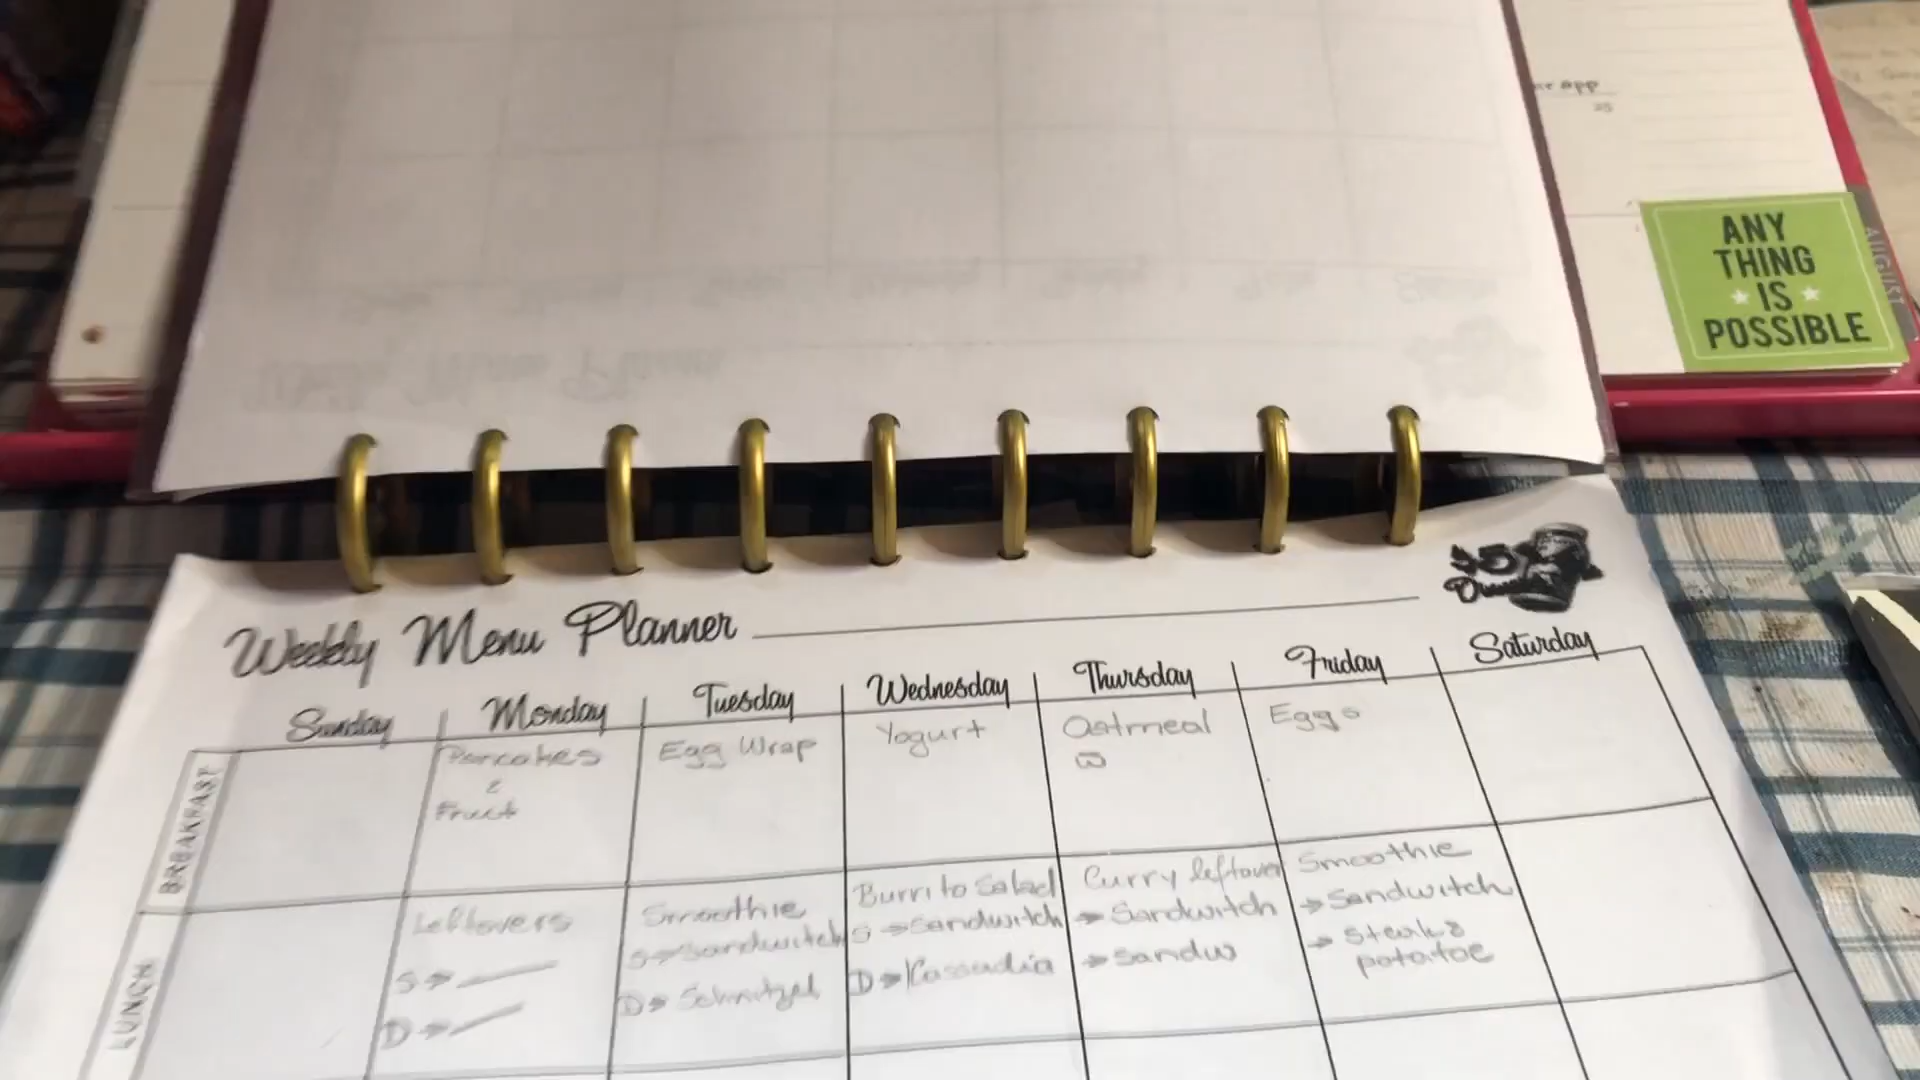 ANY
THING
IS
POSSIBLE
AUGUST
Weekly Menu Planner
Sunday Monday Tuesday Wednesday Thursday Friday Saturday
BREAKFAST
Pancakes
&
Fruit
Egg Wrap
Yogurt
Oatmeal
w
Eggs
LUNCH
Leftovers
S →
D →
Smoothie
S → Sandwitch
D → Schnitzel
Burrito Salad
S → Sandwitch
D → Kassadia
Curry leftover
→ Sandwitch
→ Sandw
Smoothie
→ Sandwitch
→ Steak &
potatoe